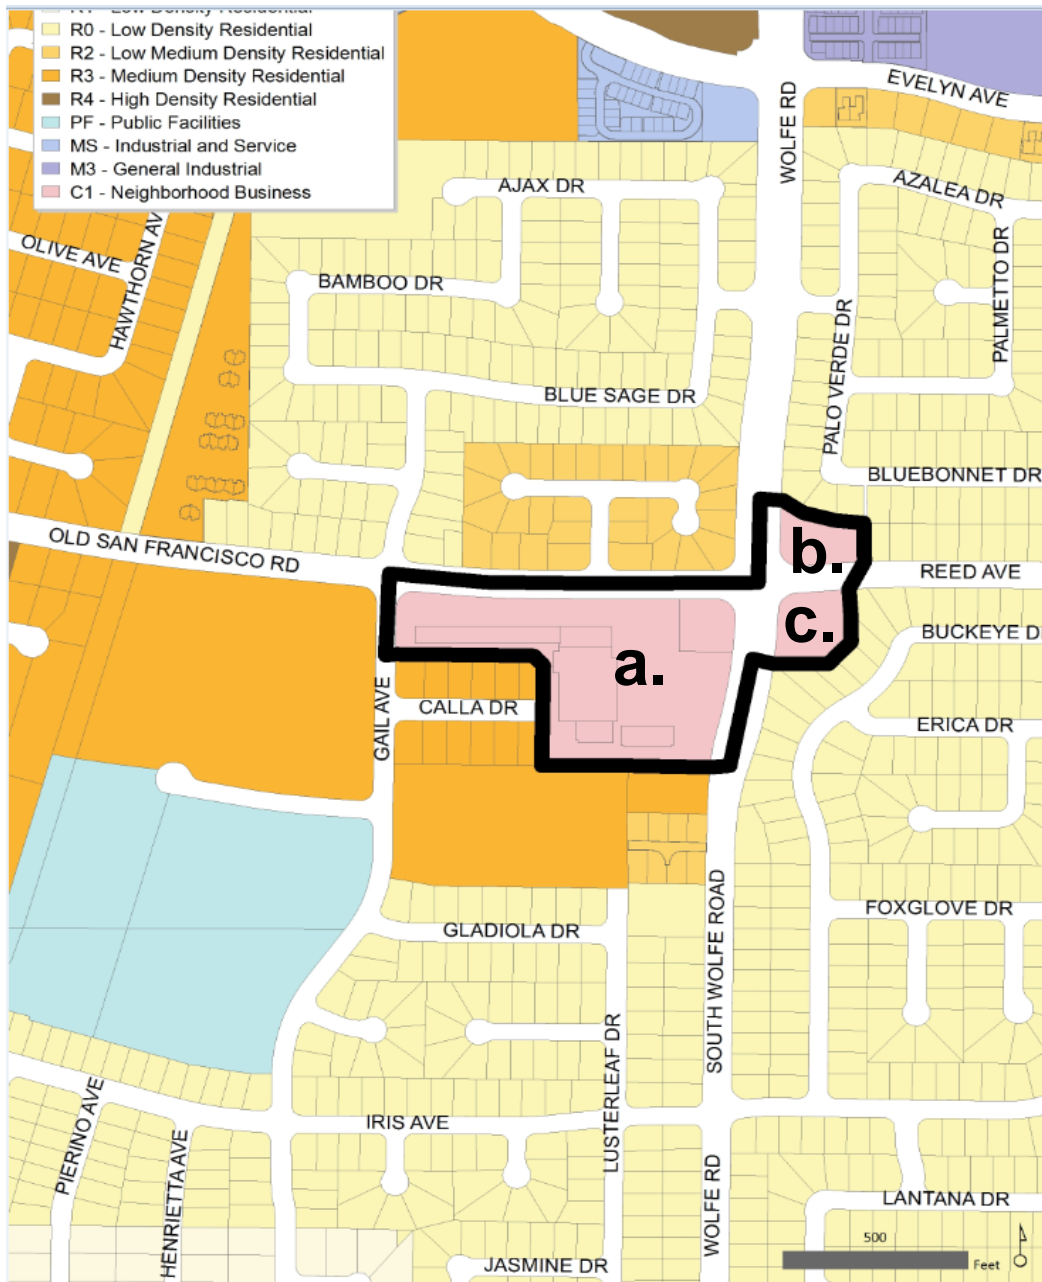 R1 - Low Density Residential
R0 - Low Density Residential
R2 - Low Medium Density Residential
R3 - Medium Density Residential
R4 - High Density Residential
PF - Public Facilities
MS - Industrial and Service
M3 - General Industrial
C1 - Neighborhood Business
EVELYN AVE
WOLFE RD
AJAX DR
AZALEA DR
OLIVE AVE
HAWTHORN AV
BAMBOO DR
PALMETTO DR
PALO VERDE DR
BLUE SAGE DR
BLUEBONNET DR
OLD SAN FRANCISCO RD
b.
REED AVE
c.
BUCKEYE D
a.
GAIL AVE
CALLA DR
ERICA DR
SOUTH WOLFE ROAD
FOXGLOVE DR
GLADIOLA DR
LUSTERLEAF DR
PIERINO AVE
IRIS AVE
HENRIETTA AVE
WOLFE RD
LANTANA DR
500
Feet
JASMINE DR